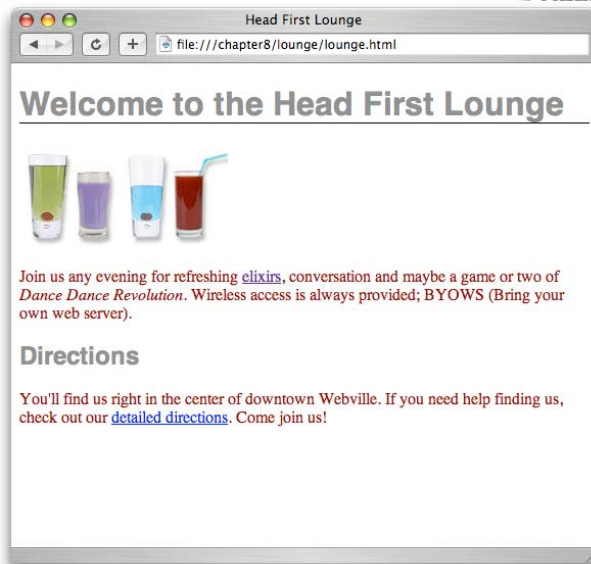 Head First Lounge
file:///chapter8/lounge/lounge.html
Welcome to the Head First Lounge
Join us any evening for refreshing elixirs, conversation and maybe a game or two of
Dance Dance Revolution. Wireless access is always provided; BYOWS (Bring your
own web server).
Directions
You'll find us right in the center of downtown Webville. If you need help finding us,
check out our detailed directions. Come join us!